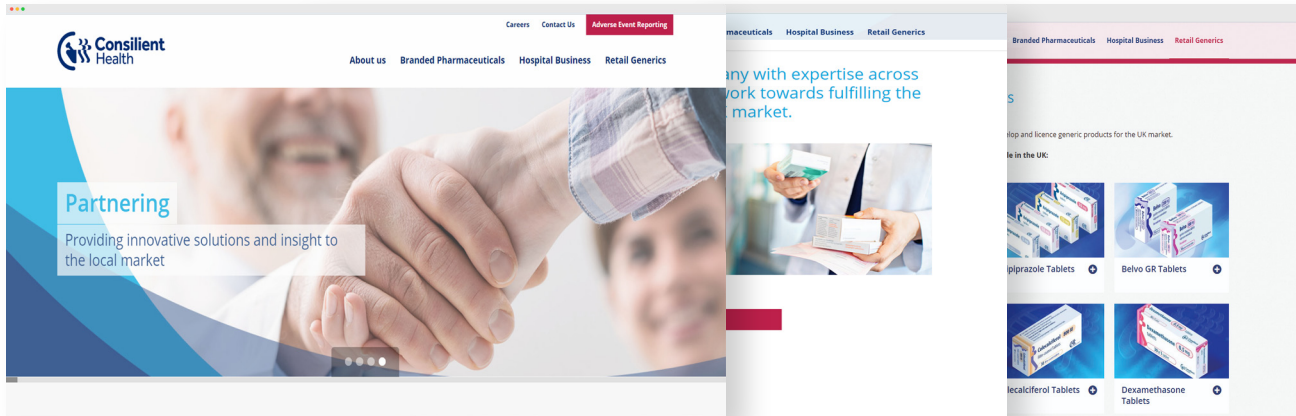 Careers Contact Us Adverse Event Reporting
Consilient
Health
About us Branded Pharmaceuticals Hospital Business Retail Generics
Partnering
Providing innovative solutions and insight to
the local market
maceuticals Hospital Business Retail Generics
any with expertise across
work towards fulfilling the
market.
Branded Pharmaceuticals Hospital Business Retail Generics
s
elop and licence generic products for the UK market.
le in the UK:
ipiprazole Tablets
Belvo GR Tablets
lecalciferol Tablets
Dexamethasone
Tablets